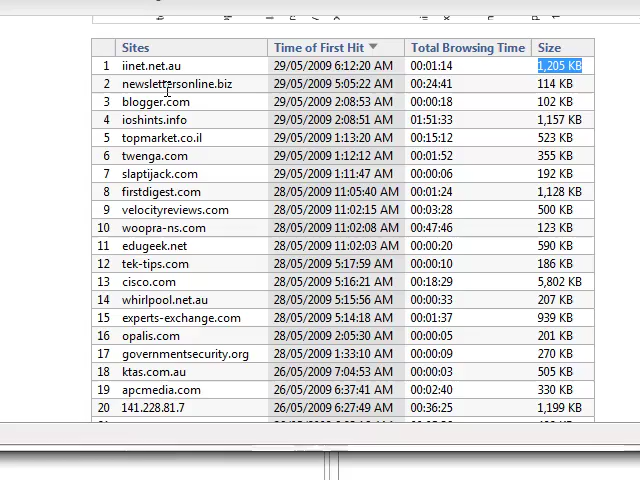 Sites Time of First Hit Total Browsing Time Size
1 iinet.net.au 29/05/2009 6:12:20 AM 00:01:14 1,205 KB
2 newslettersonline.biz 29/05/2009 5:05:22 AM 00:24:41 114 KB
3 blogger.com 29/05/2009 2:08:53 AM 00:00:18 102 KB
4 ioshints.info 29/05/2009 2:08:51 AM 01:51:33 1,157 KB
5 topmarket.co.il 29/05/2009 1:13:20 AM 00:15:12 523 KB
6 twenga.com 29/05/2009 1:12:12 AM 00:01:52 355 KB
7 slaptijack.com 29/05/2009 1:11:47 AM 00:00:06 192 KB
8 firstdigest.com 28/05/2009 11:05:40 AM 00:01:24 1,128 KB
9 velocityreviews.com 28/05/2009 11:02:15 AM 00:03:28 500 KB
10 woopra-ns.com 28/05/2009 11:02:08 AM 00:47:46 123 KB
11 edugeek.net 28/05/2009 11:02:03 AM 00:00:20 590 KB
12 tek-tips.com 28/05/2009 5:17:59 AM 00:00:10 186 KB
13 cisco.com 28/05/2009 5:16:21 AM 00:18:29 5,802 KB
14 whirlpool.net.au 28/05/2009 5:15:56 AM 00:00:33 207 KB
15 experts-exchange.com 28/05/2009 5:14:18 AM 00:01:37 939 KB
16 opalis.com 28/05/2009 2:05:30 AM 00:00:05 201 KB
17 governmentsecurity.org 28/05/2009 1:33:10 AM 00:00:09 270 KB
18 ktas.com.au 26/05/2009 7:04:53 AM 00:00:03 505 KB
19 apcmedia.com 26/05/2009 6:37:41 AM 00:02:40 330 KB
20 141.228.81.7 26/05/2009 6:27:49 AM 00:36:25 1,199 KB